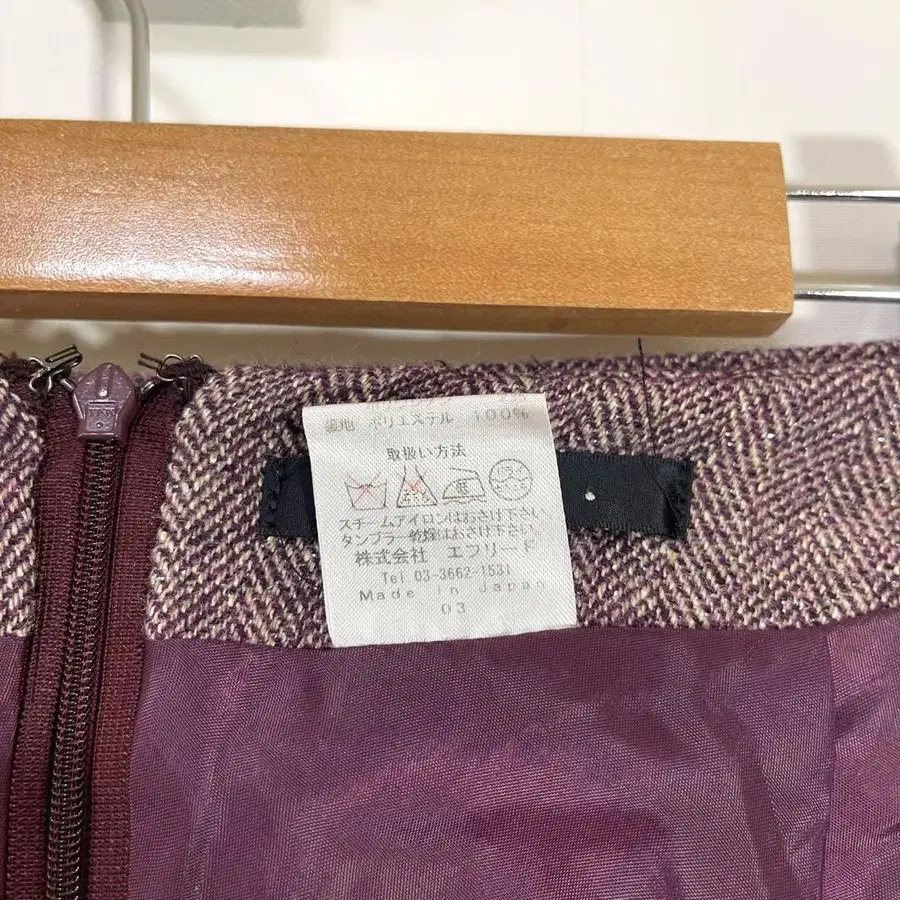 裏地 ポリエステル 100%
取扱い方法
スチームアイロンはおさけ下さい
タンブラー乾燥はおさけ下さい
株式会社 エフリード
Tel 03-3662-1531
Made in Japan
03